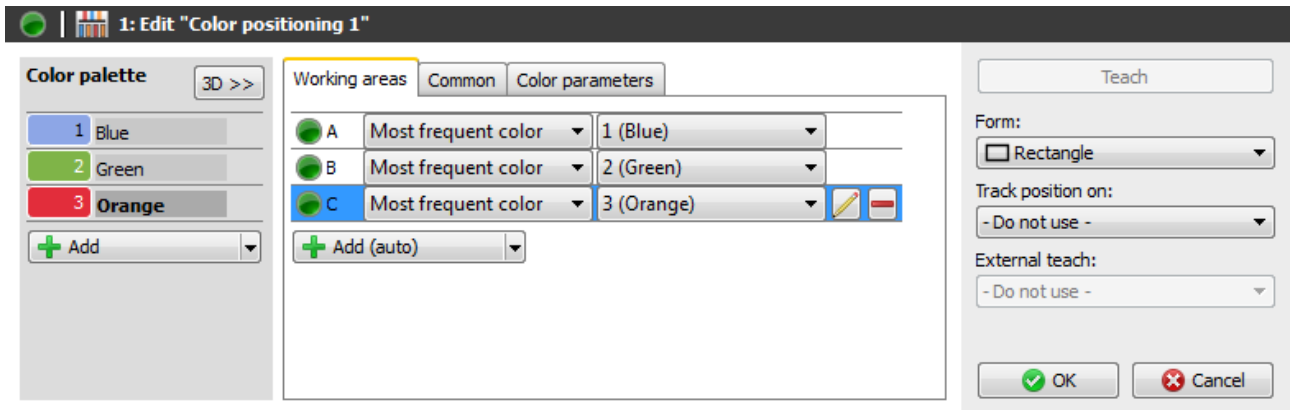 1: Edit "Color positioning 1"
Color palette
3D >>
1 Blue
2 Green
3 Orange
Add
Working areas Common Color parameters
A Most frequent color 1 (Blue)
B Most frequent color 2 (Green)
C Most frequent color 3 (Orange)
Add (auto)
Teach
Form:
Rectangle
Track position on:
- Do not use -
External teach:
- Do not use -
OK Cancel